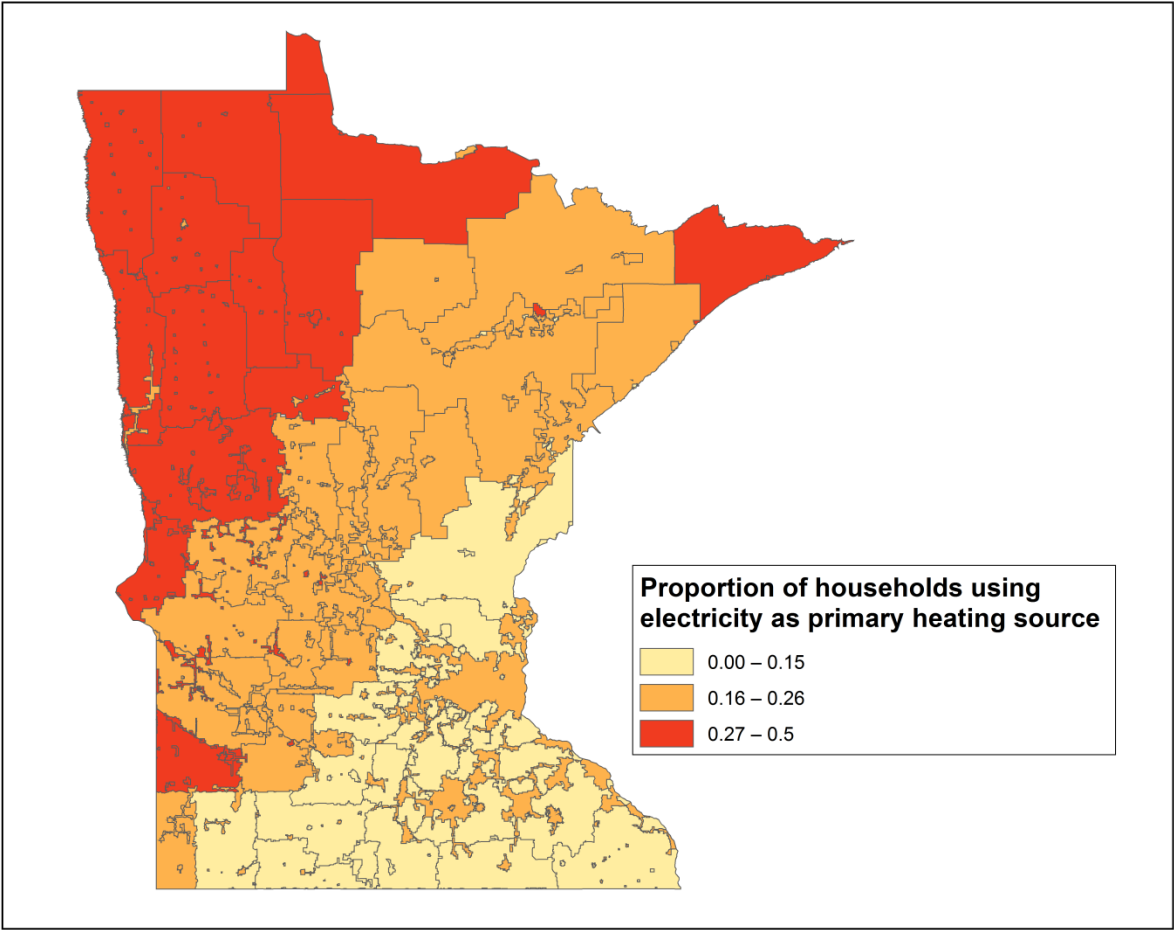 Proportion of households using
electricity as primary heating source
0.00 – 0.15
0.16 – 0.26
0.27 – 0.5